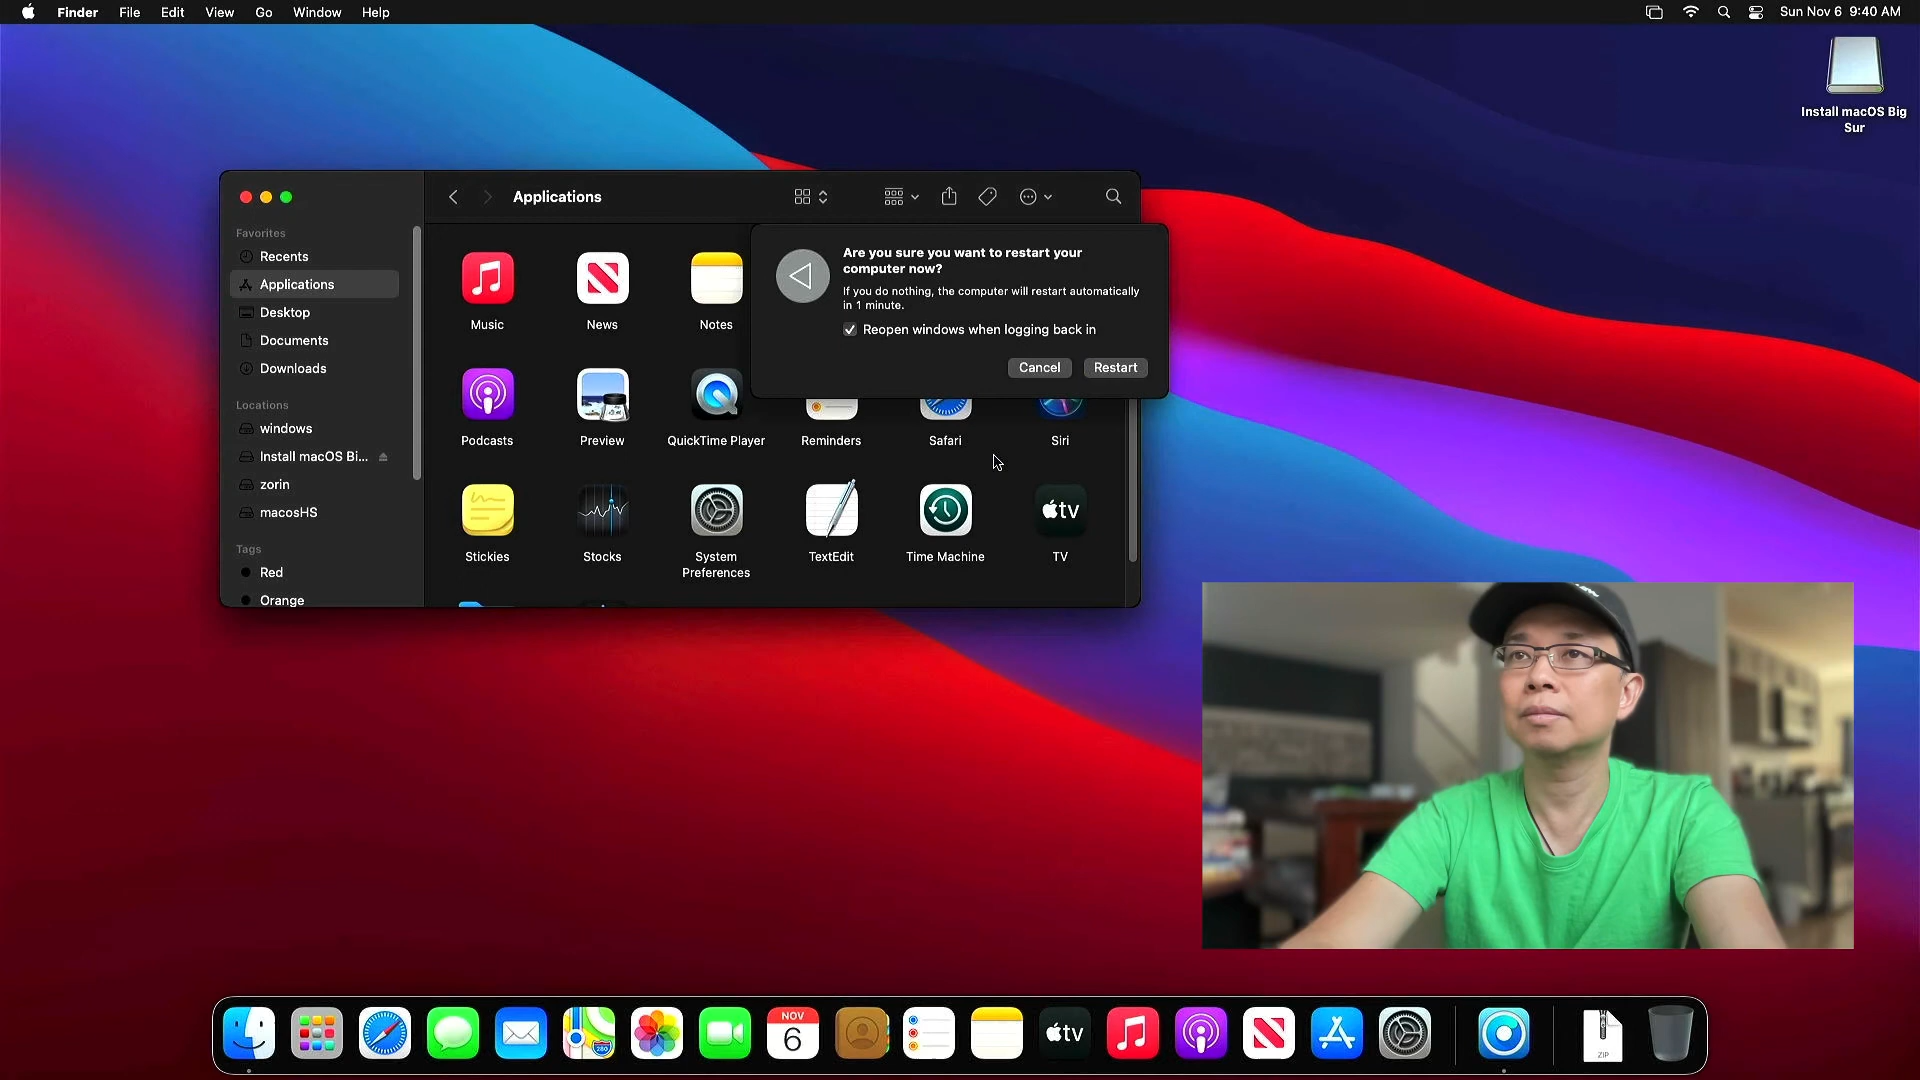 Finder File Edit View Go Window Help
Sun Nov 6 9:40 AM
Install macOS Big
Sur
Applications
Favorites
Recents
Applications
Desktop
Documents
Downloads
Locations
windows
Install macOS Bi...
zorin
macosHS
Tags
Red
Orange
Music
News
Notes
Are you sure you want to restart your
computer now?
If you do nothing, the computer will restart automatically
in 1 minute.
Reopen windows when logging back in
Cancel
Restart
Podcasts
Preview
QuickTime Player
Reminders
Safari
Siri
tv
Stickies
Stocks
System
Preferences
TextEdit
Time Machine
TV
NOV
6
280
tv
ZIP